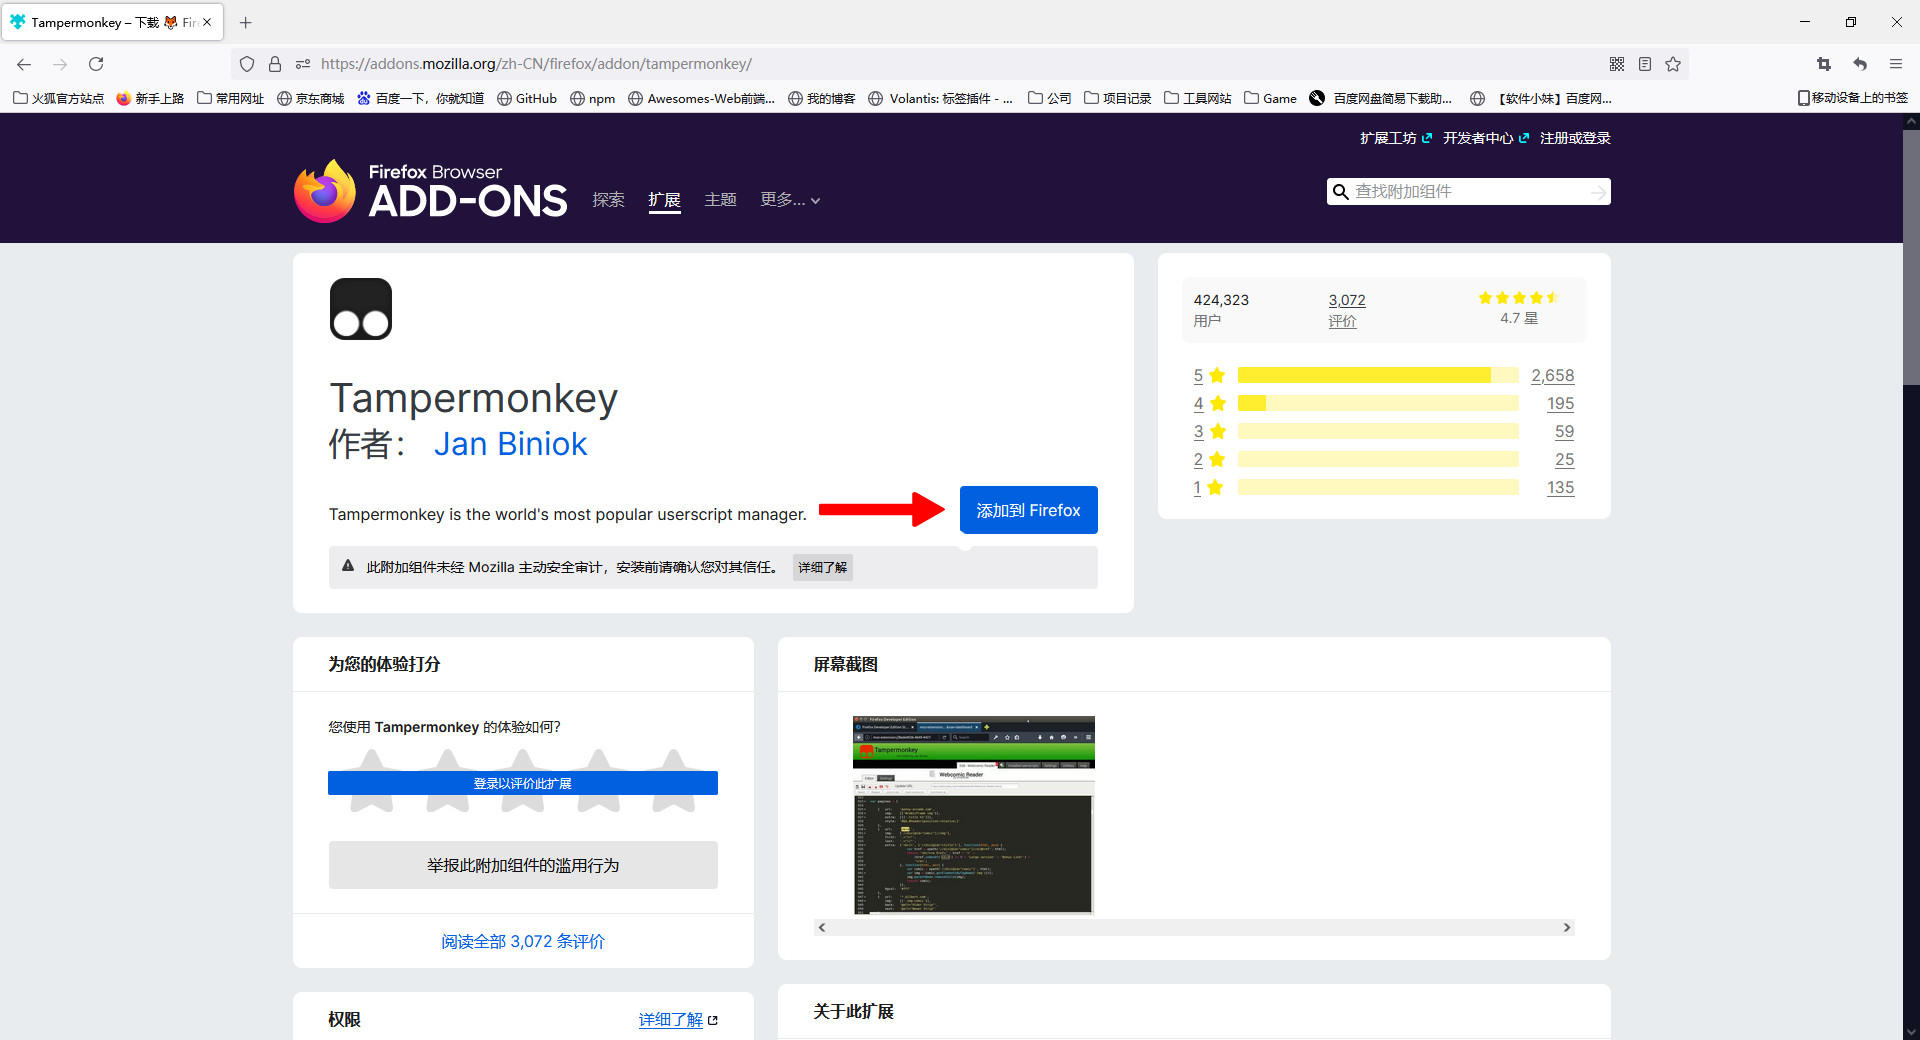 Tampermonkey – 下载 🦊 Fir
https://addons.mozilla.org/zh-CN/firefox/addon/tampermonkey/
火狐官方站点 新手上路 常用网址 京东商城 百度一下，你就知道 GitHub npm Awesomes-Web前端... 我的博客 Volantis: 标签插件 - ... 公司 项目记录 工具网站 Game 百度网盘简易下载助... 【软件小妹】百度网... 移动设备上的书签
扩展工坊 开发者中心 注册或登录
Firefox Browser
ADD-ONS
探索 扩展 主题 更多...
查找附加组件
Tampermonkey
作者： Jan Biniok
Tampermonkey is the world's most popular userscript manager.
添加到 Firefox
此附加组件未经 Mozilla 主动安全审计，安装前请确认您对其信任。 详细了解
424,323 3,072
用户 评价 4.7 星
5 2,658
4 195
3 59
2 25
1 135
为您的体验打分
您使用 Tampermonkey 的体验如何？
登录以评价此扩展
举报此附加组件的滥用行为
阅读全部 3,072 条评价
权限 详细了解
屏幕截图
Tampermonkey
Webcomic Reader
关于此扩展